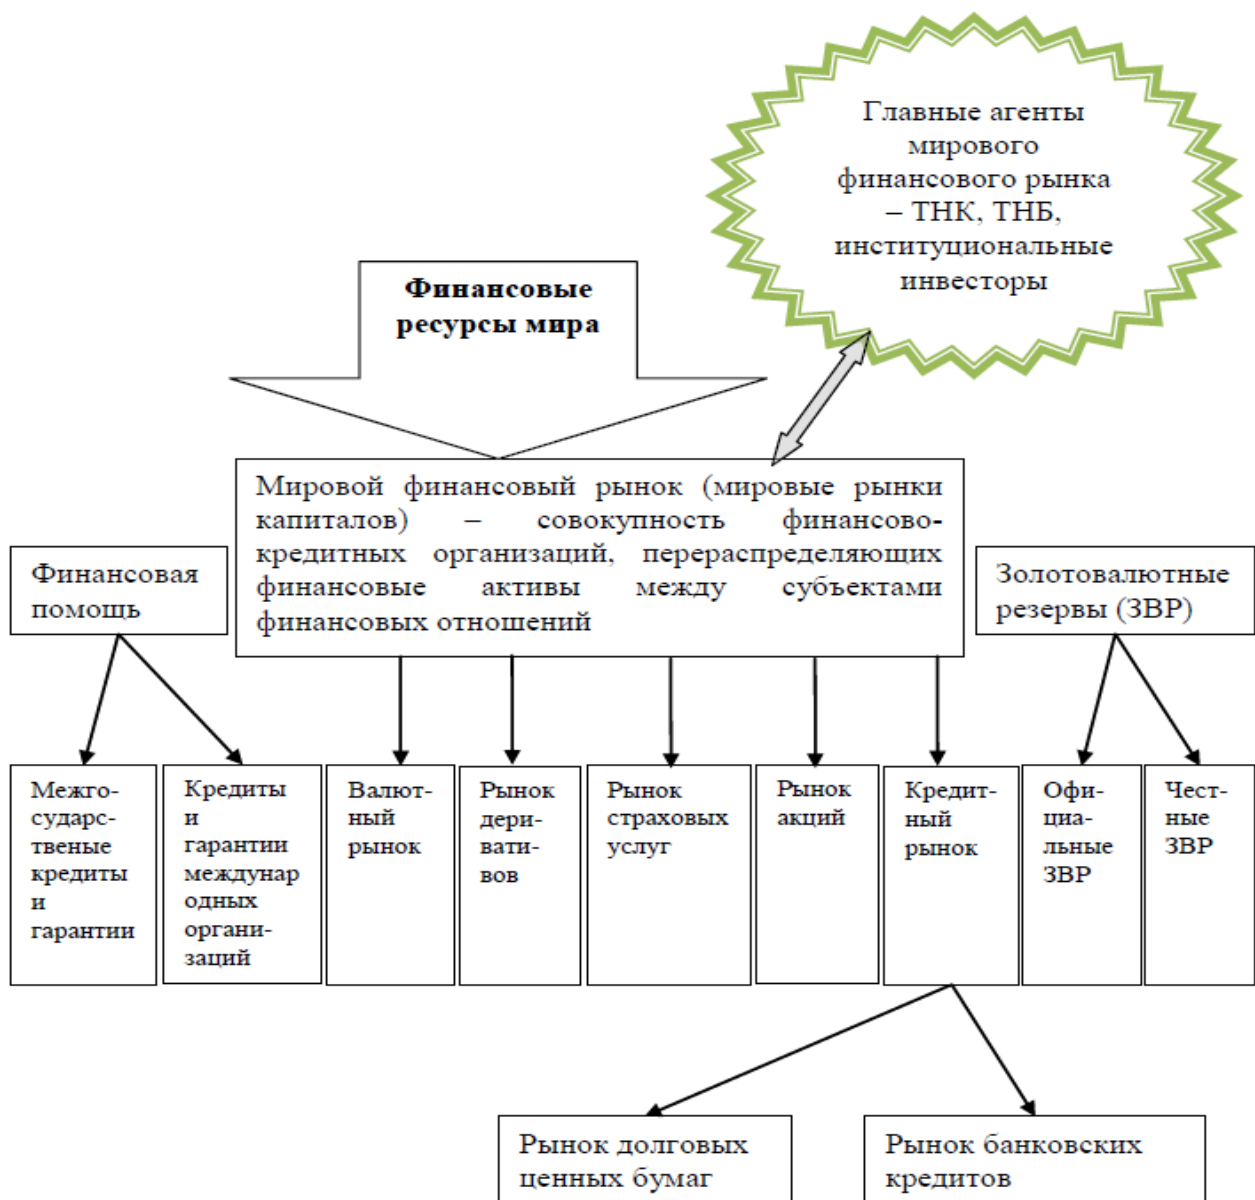 Главные агенты
мирового
финансового рынка
– ТНК, ТНБ,
институциональные
инвесторы
Финансовые
ресурсы мира
Мировой финансовый рынок (мировые рынки
капиталов) – совокупность финансово-
кредитных организаций, перераспределяющих
финансовые активы между субъектами
финансовых отношений
Финансовая
помощь
Золотовалютные
резервы (ЗВР)
Межго-
сударс-
твеные
кредиты
и
гарантии
Кредиты
и
гарантии
междунар
одных
органи-
заций
Валют-
ный
рынок
Рынок
дери-
вати-
вов
Рынок
страховых
услуг
Рынок
акций
Кредит-
ный
рынок
Офи-
циа-
льные
ЗВР
Чест-
ные
ЗВР
Рынок долговых
ценных бумаг
Рынок банковских
кредитов